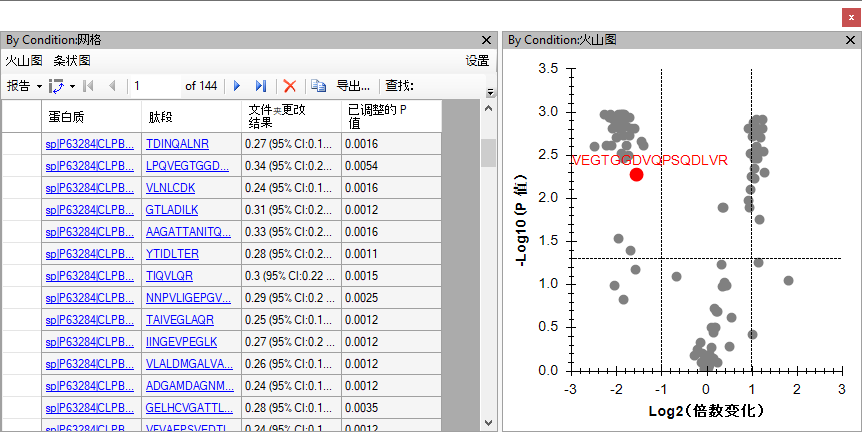 By Condition:网格
火山图 条状图 设置
报告 1 of 144 导出... 查找:
蛋白质 肽段 文件夹更改结果 已调整的 P 值
sp|P63284|CLPB... TDINQALNR 0.27 (95% CI:0.1... 0.0016
sp|P63284|CLPB... LPQVEGTGGD... 0.34 (95% CI:0.2... 0.0054
sp|P63284|CLPB... VLNLCDK 0.24 (95% CI:0.1... 0.0016
sp|P63284|CLPB... GTLADILK 0.31 (95% CI:0.2... 0.0012
sp|P63284|CLPB... AAGATTANITQ... 0.33 (95% CI:0.2... 0.0016
sp|P63284|CLPB... YTIDLTER 0.28 (95% CI:0.2... 0.0011
sp|P63284|CLPB... TIQVLQR 0.3 (95% CI:0.22 ... 0.0015
sp|P63284|CLPB... NNPVLIGEPGV... 0.29 (95% CI:0.2 ... 0.0025
sp|P63284|CLPB... TAIVEGLAQR 0.25 (95% CI:0.1... 0.0012
sp|P63284|CLPB... IINGEVPEGLK 0.27 (95% CI:0.2 ... 0.0012
sp|P63284|CLPB... VLALDMGALVA... 0.26 (95% CI:0.1... 0.0012
sp|P63284|CLPB... ADGAMDAGNM... 0.24 (95% CI:0.1... 0.0012
sp|P63284|CLPB... GELHCVGATTL... 0.28 (95% CI:0.1... 0.0035
sp|P63284|CLPB... VFVAEPSVEDTI... 0.24 (95% CI:0.1... 0.0012
By Condition:火山图
3.5
3.0
2.5
2.0
1.5
1.0
0.5
0.0
-Log10 (P 值)
VEGTGGDVQPSQDLVR
-3 -2 -1 0 1 2 3
Log2(倍数变化)